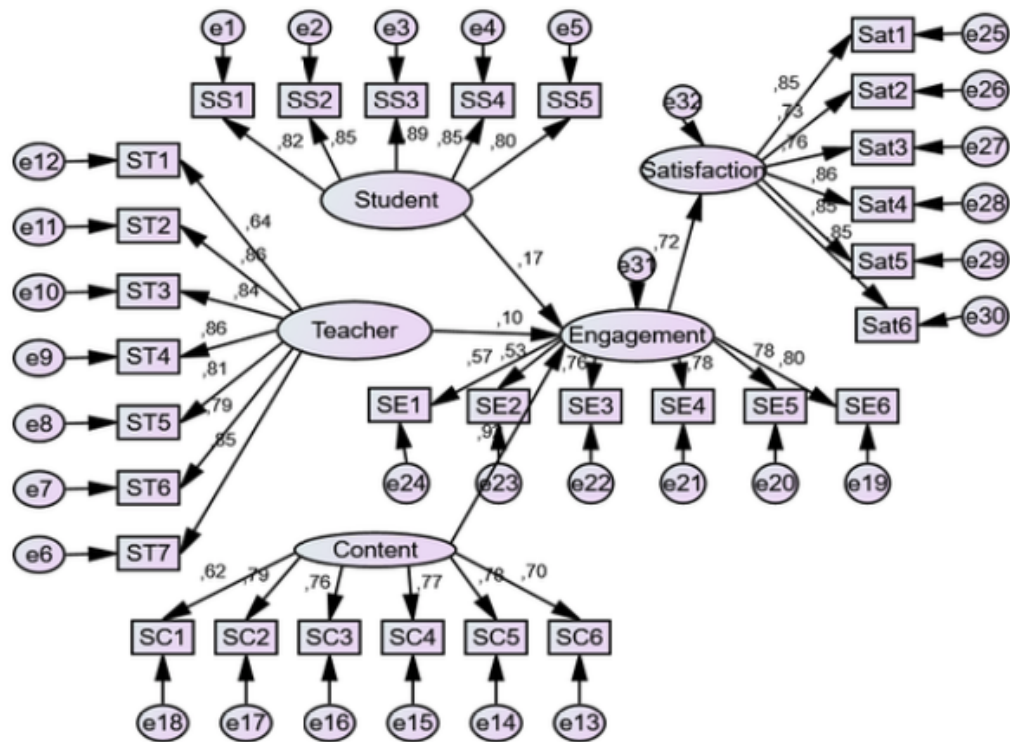 e1 e2 e3 e4 e5
SS1 SS2 SS3 SS4 SS5
,82 ,85 ,89 ,85 ,80
Student
e12 ST1
e11 ST2
e10 ST3
e9 ST4
e8 ST5
e7 ST6
e6 ST7
,64
,86
,84
,86
,81
,79
,85
Teacher
,17
,10
e32
Satisfaction
,85
,73
,76
,86
,85
,85
Sat1 e25
Sat2 e26
Sat3 e27
Sat4 e28
Sat5 e29
Sat6 e30
,72
e31
Engagement
,57 ,53 ,76 ,78 78 ,80
SE1 SE2 SE3 SE4 SE5 SE6
e24 e23 e22 e21 e20 e19
Content
,62 ,79 ,76 ,77 ,78 ,70
SC1 SC2 SC3 SC4 SC5 SC6
e18 e17 e16 e15 e14 e13